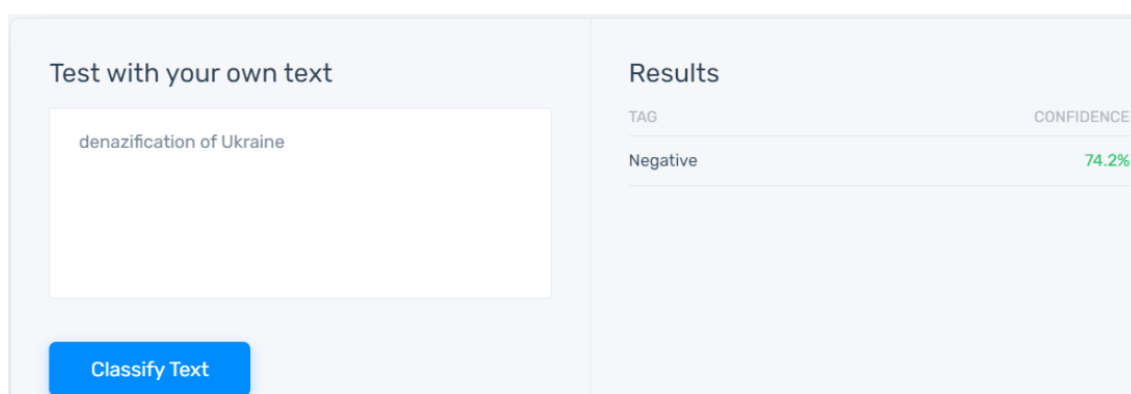 Test with your own text
denazification of Ukraine
Classify Text
Results
TAG CONFIDENCE
Negative 74.2%